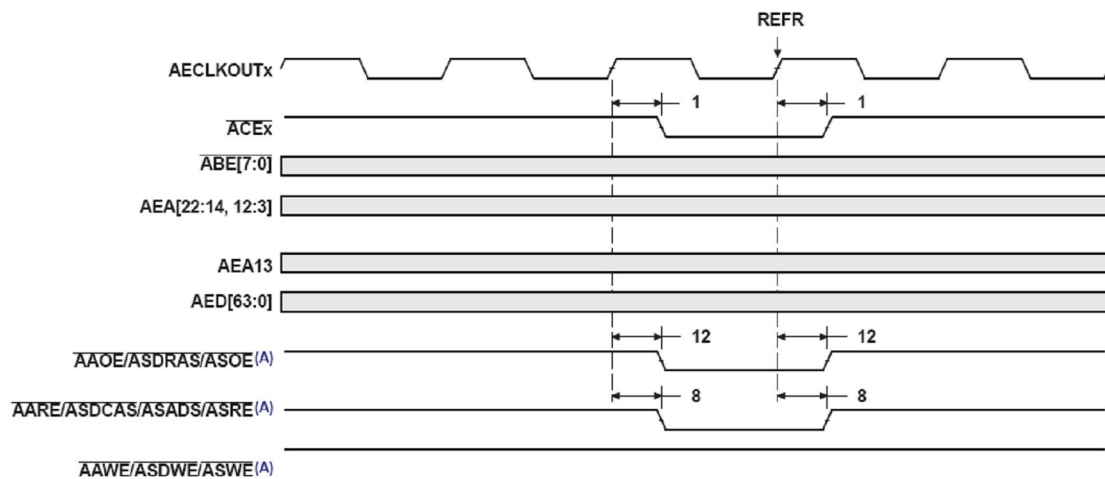 REFR
AECLKOUTx
1 1
ACEx
ABE[7:0]
AEA[22:14, 12:3]
AEA13
AED[63:0]
12 12
AAOE/ASDRAS/ASOE(A)
8 8
AARE/ASDCAS/ASADS/ASRE(A)
AAWE/ASDWE/ASWE(A)